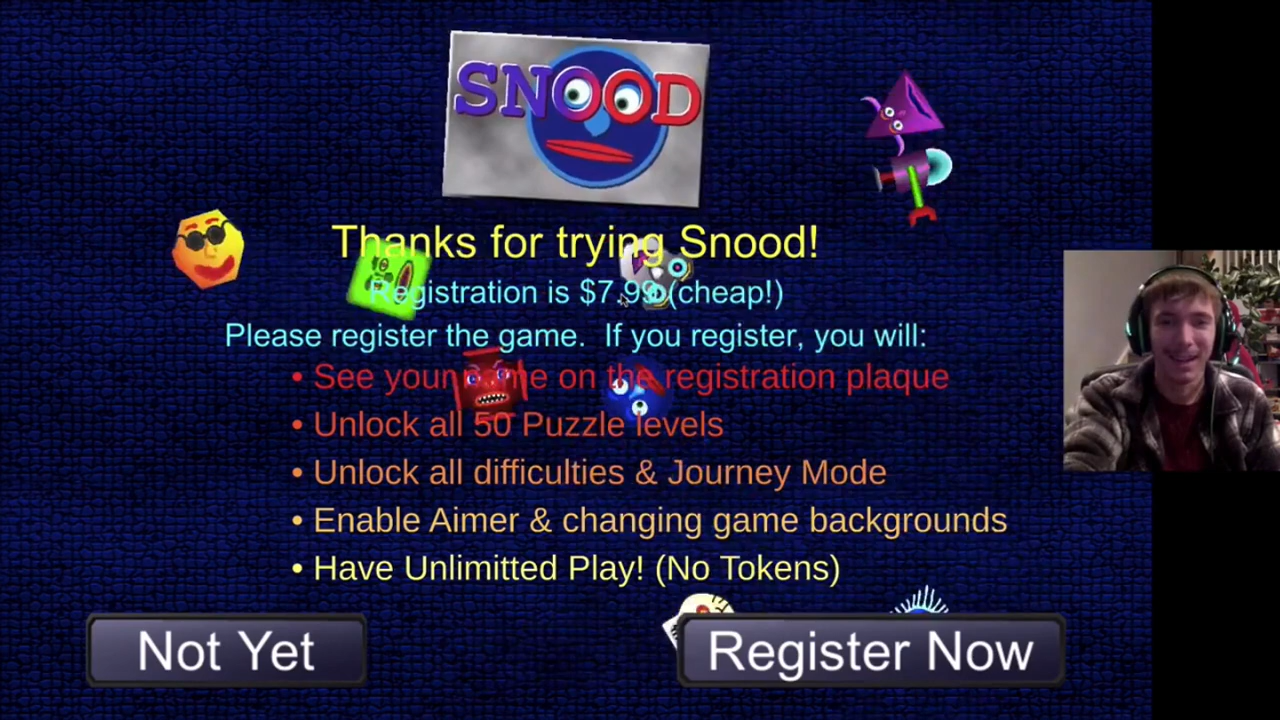 SNOOD
Thanks for trying Snood!
Registration is $7.99 (cheap!)
Please register the game. If you register, you will:
• See your name on the registration plaque
• Unlock all 50 Puzzle levels
• Unlock all difficulties & Journey Mode
• Enable Aimer & changing game backgrounds
• Have Unlimitted Play! (No Tokens)
Not Yet
Register Now